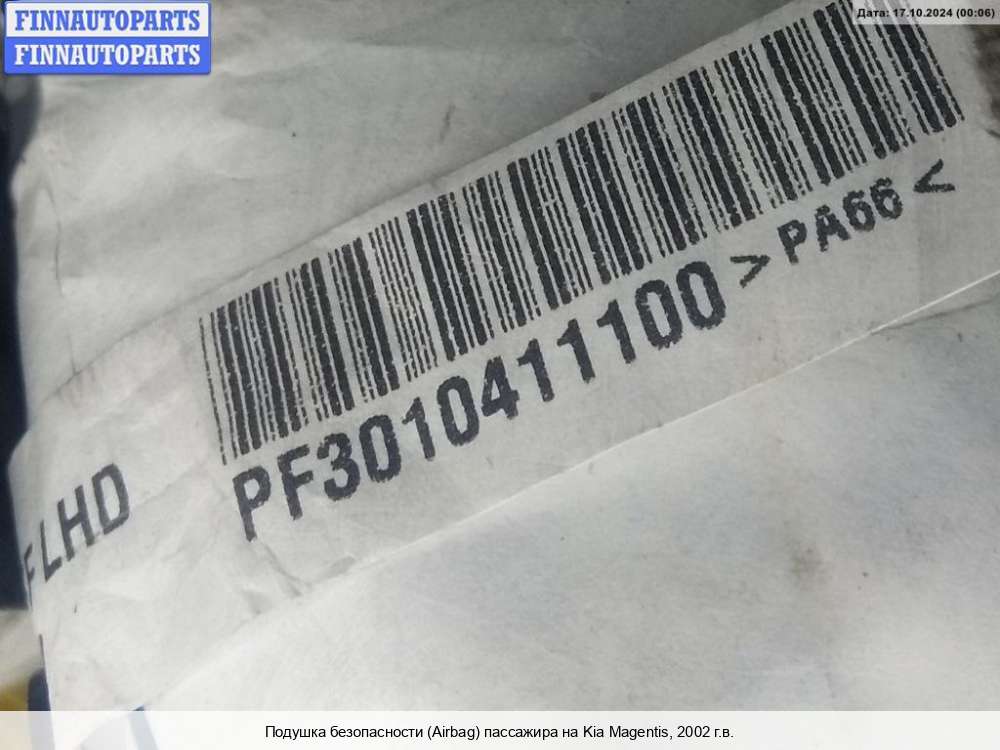 FINNAUTOPARTS
FINNAUTOPARTS
Дата: 17.10.2024 (00:06)
>PA66<
PF3010411100
F LHD
Подушка безопасности (Airbag) пассажира на Kia Magentis, 2002 г.в.